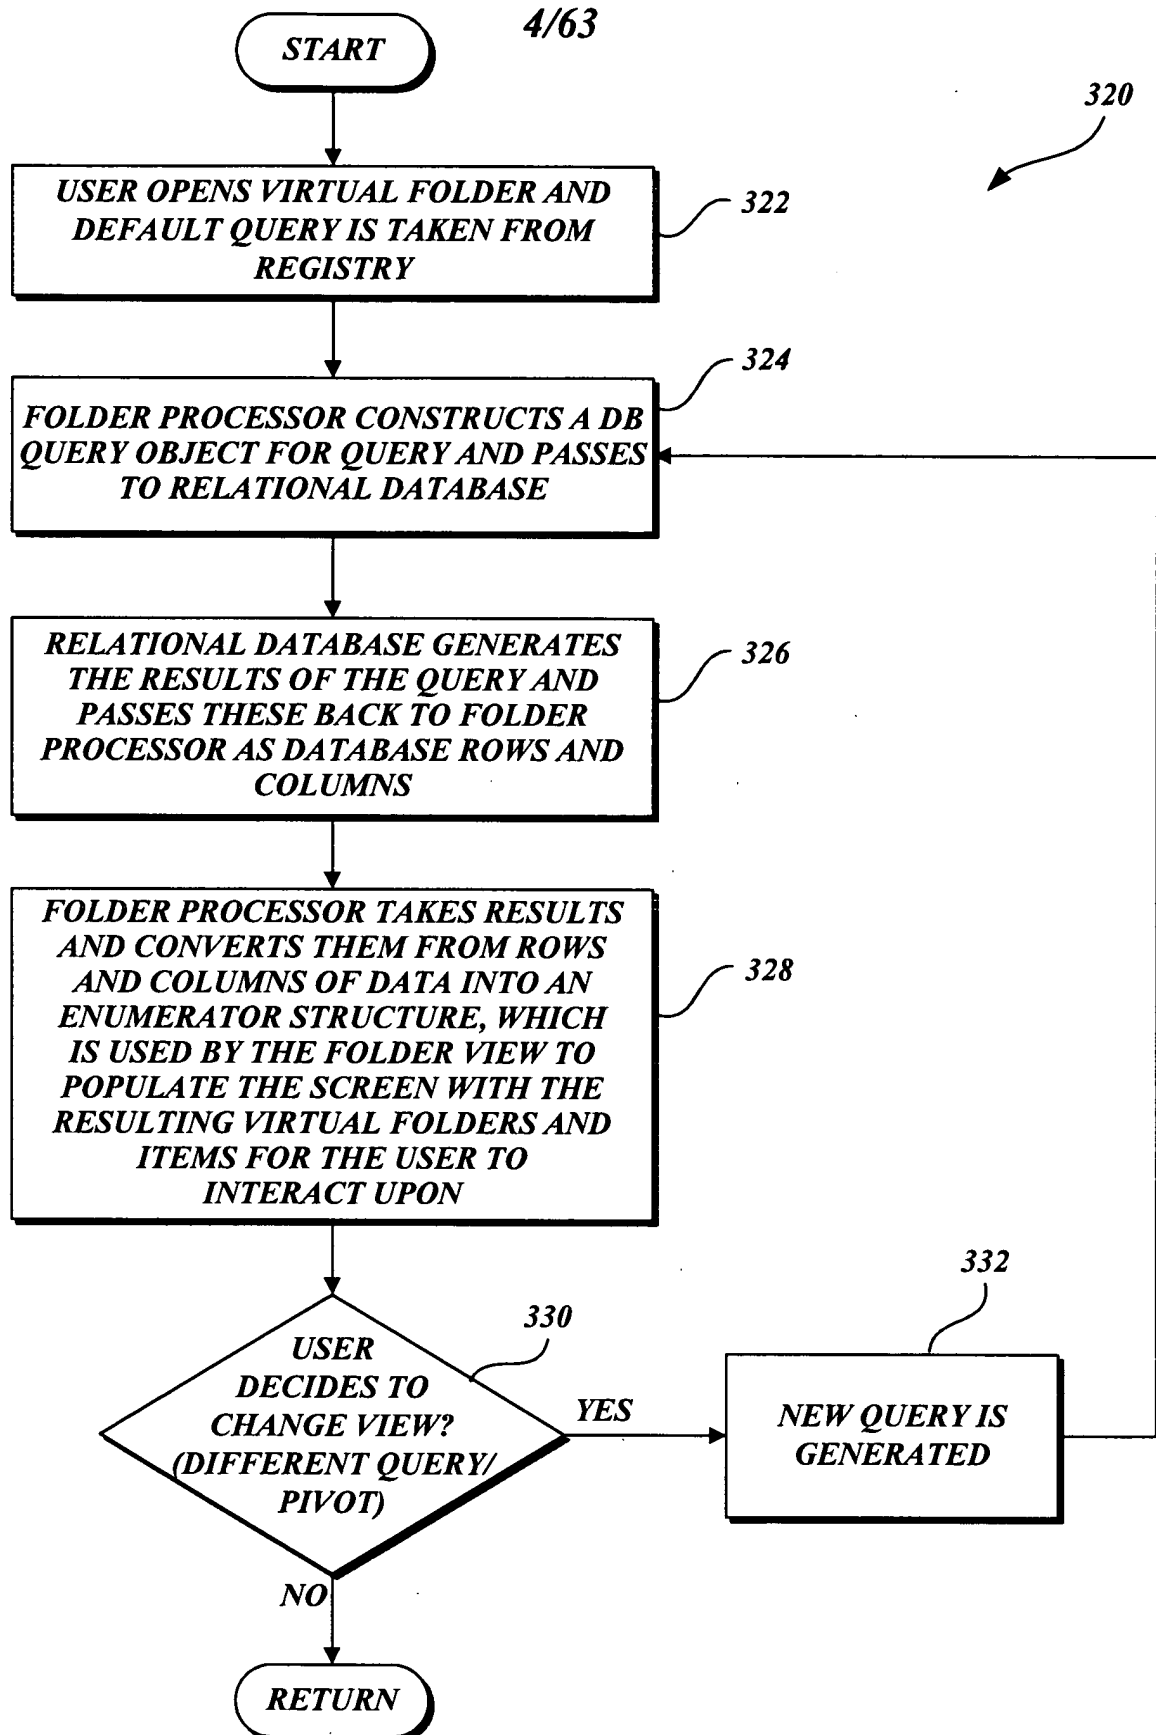 4/63
START
320
USER OPENS VIRTUAL FOLDER AND
DEFAULT QUERY IS TAKEN FROM
REGISTRY
322
324
FOLDER PROCESSOR CONSTRUCTS A DB
QUERY OBJECT FOR QUERY AND PASSES
TO RELATIONAL DATABASE
RELATIONAL DATABASE GENERATES
THE RESULTS OF THE QUERY AND
PASSES THESE BACK TO FOLDER
PROCESSOR AS DATABASE ROWS AND
COLUMNS
326
FOLDER PROCESSOR TAKES RESULTS
AND CONVERTS THEM FROM ROWS
AND COLUMNS OF DATA INTO AN
ENUMERATOR STRUCTURE, WHICH
IS USED BY THE FOLDER VIEW TO
POPULATE THE SCREEN WITH THE
RESULTING VIRTUAL FOLDERS AND
ITEMS FOR THE USER TO
INTERACT UPON
328
330
USER
DECIDES TO
CHANGE VIEW?
(DIFFERENT QUERY/
PIVOT)
YES
332
NEW QUERY IS
GENERATED
NO
RETURN